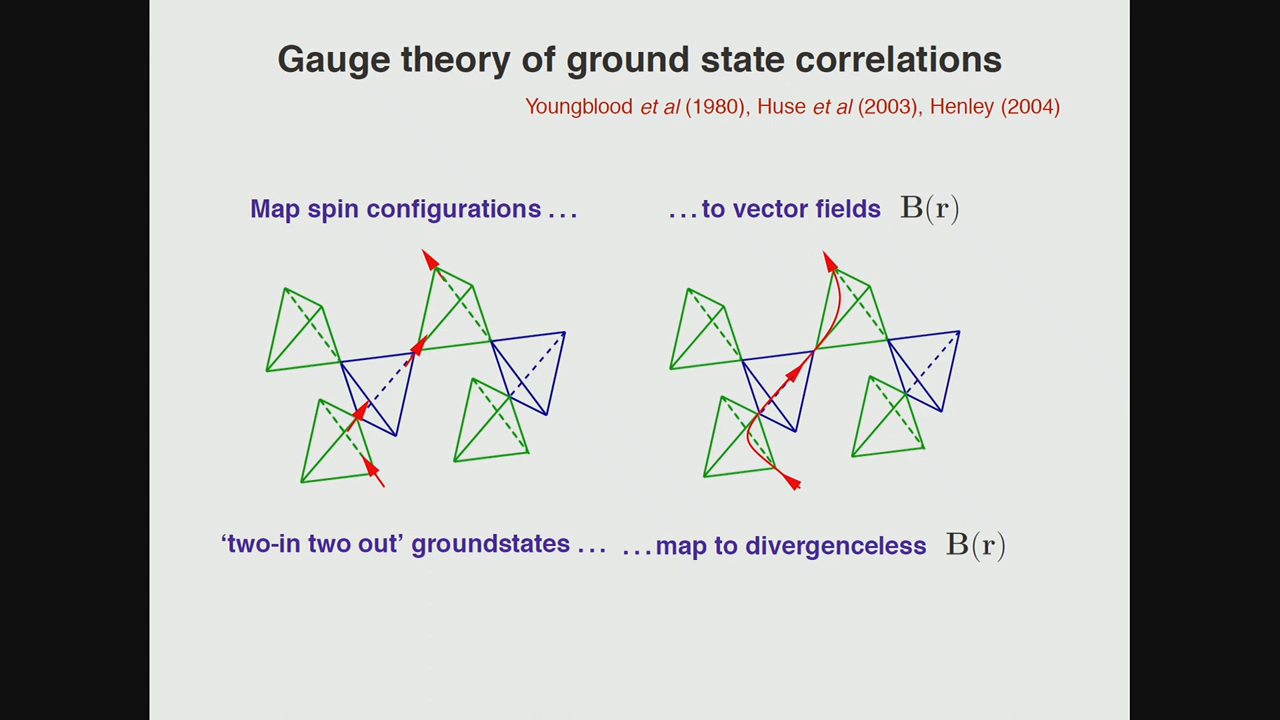 Gauge theory of ground state correlations
Youngblood et al (1980), Huse et al (2003), Henley (2004)
Map spin configurations . . .
. . . to vector fields B(r)
‘two-in two out’ groundstates . . .
. . . map to divergenceless B(r)